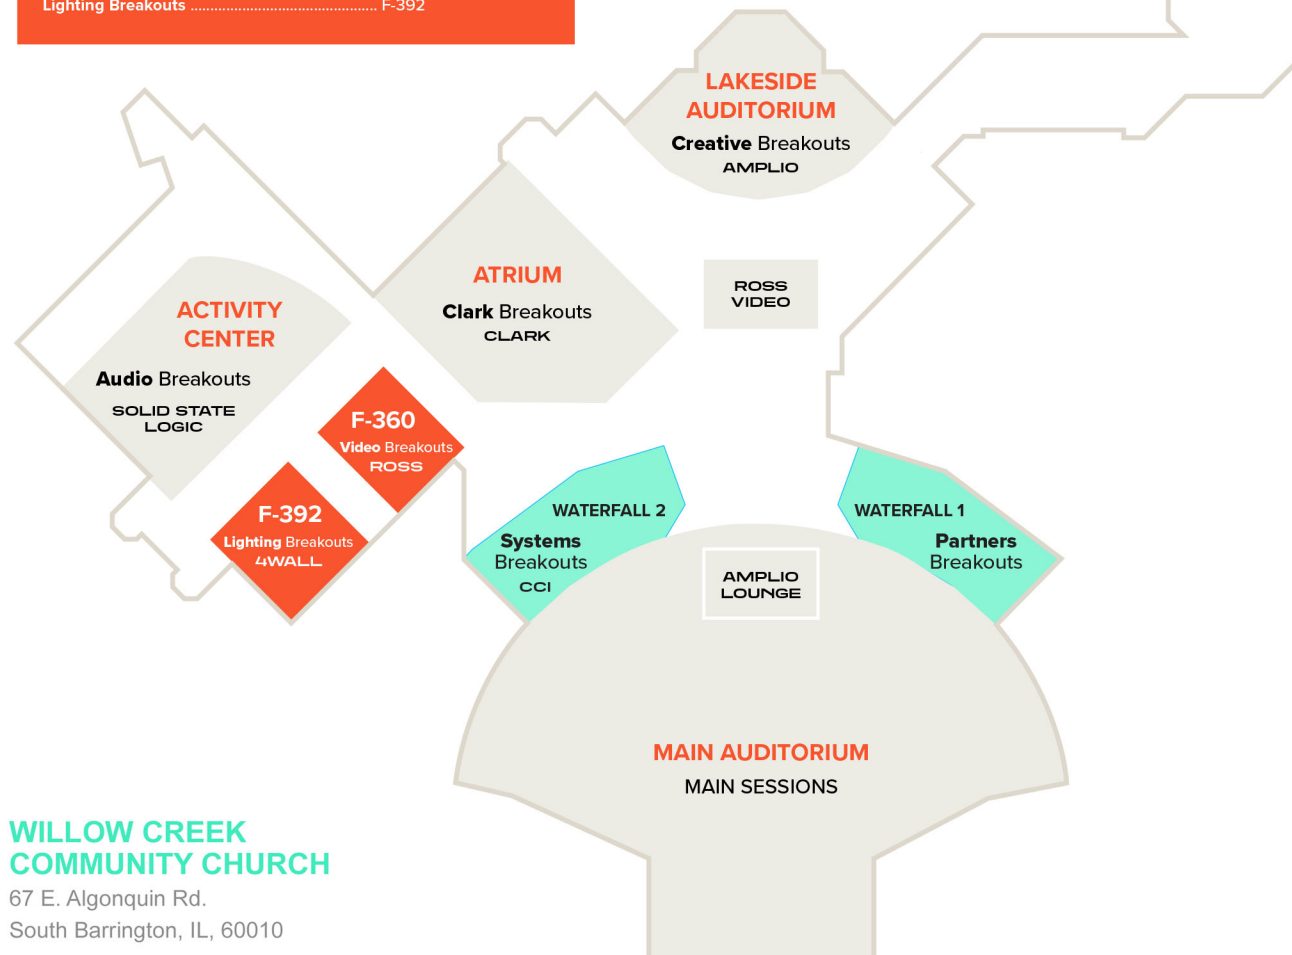 Lighting Breakouts ............................................... F-392
LAKESIDE
AUDITORIUM
Creative Breakouts
AMPLIO
ATRIUM
Clark Breakouts
CLARK
ROSS
VIDEO
ACTIVITY
CENTER
Audio Breakouts
SOLID STATE
LOGIC
F-360
Video Breakouts
ROSS
F-392
Lighting Breakouts
4WALL
WATERFALL 2
Systems
Breakouts
CCI
WATERFALL 1
Partners
Breakouts
AMPLIO
LOUNGE
MAIN AUDITORIUM
MAIN SESSIONS
WILLOW CREEK
COMMUNITY CHURCH
67 E. Algonquin Rd.
South Barrington, IL, 60010